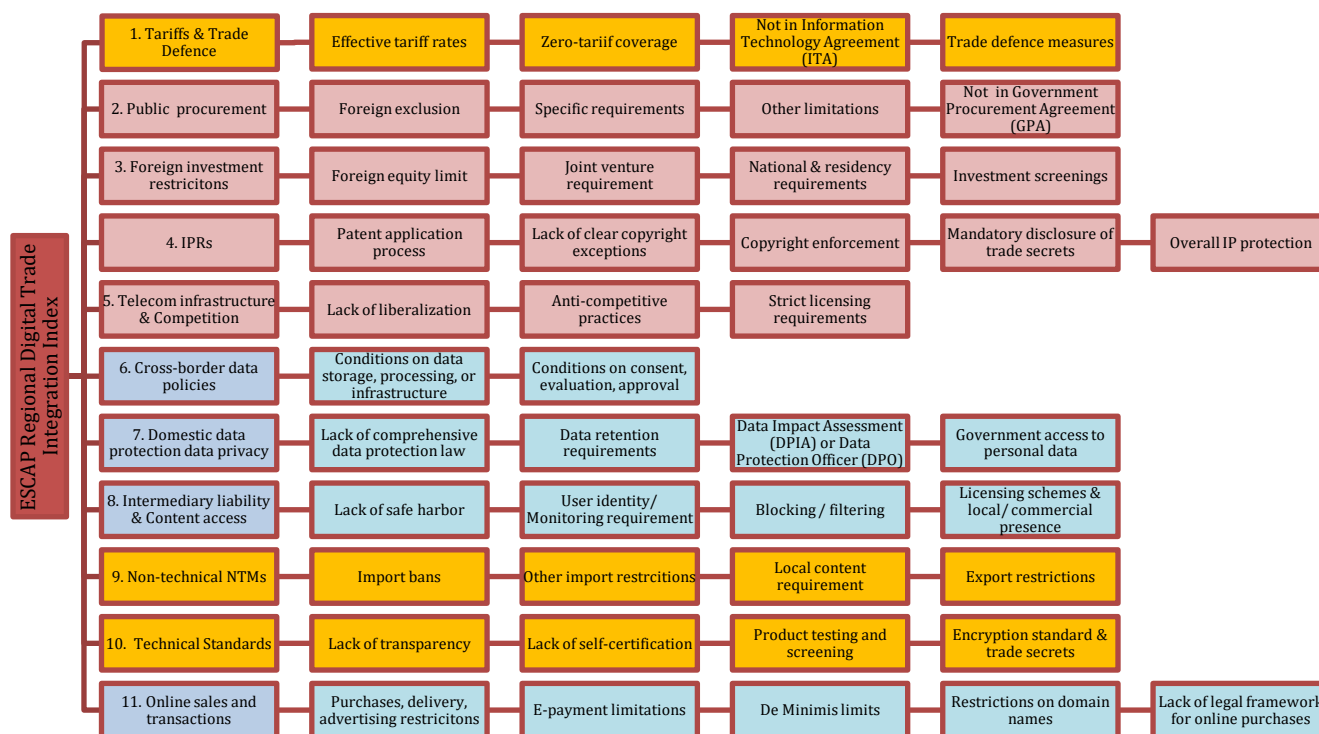 ESCAP Regional Digital Trade
Integration Index
1. Tariffs & Trade
Defence
Effective tariff rates
Zero-tariif coverage
Not in Information
Technology Agreement
(ITA)
Trade defence measures
2. Public procurement
Foreign exclusion
Specific requirements
Other limitations
Not in Government
Procurement Agreement
(GPA)
3. Foreign investment
restricitons
Foreign equity limit
Joint venture
requirement
National & residency
requirements
Investment screenings
4. IPRs
Patent application
process
Lack of clear copyright
exceptions
Copyright enforcement
Mandatory disclosure of
trade secrets
Overall IP protection
5. Telecom infrastructure
& Competition
Lack of liberalization
Anti-competitive
practices
Strict licensing
requirements
6. Cross-border data
policies
Conditions on data
storage, processing, or
infrastructure
Conditions on consent,
evaluation, approval
7. Domestic data
protection data privacy
Lack of comprehensive
data protection law
Data retention
requirements
Data Impact Assessment
(DPIA) or Data
Protection Officer (DPO)
Government access to
personal data
8. Intermediary liability
& Content access
Lack of safe harbor
User identity/
Monitoring requirement
Blocking / filtering
Licensing schemes &
local/ commercial
presence
9. Non-technical NTMs
Import bans
Other import restrcitions
Local content
requirement
Export restrictions
10. Technical Standards
Lack of transparency
Lack of self-certification
Product testing and
screening
Encryption standard &
trade secrets
11. Online sales and
transactions
Purchases, delivery,
advertising restricitons
E-payment limitations
De Minimis limits
Restrictions on domain
names
Lack of legal framework
for online purchases